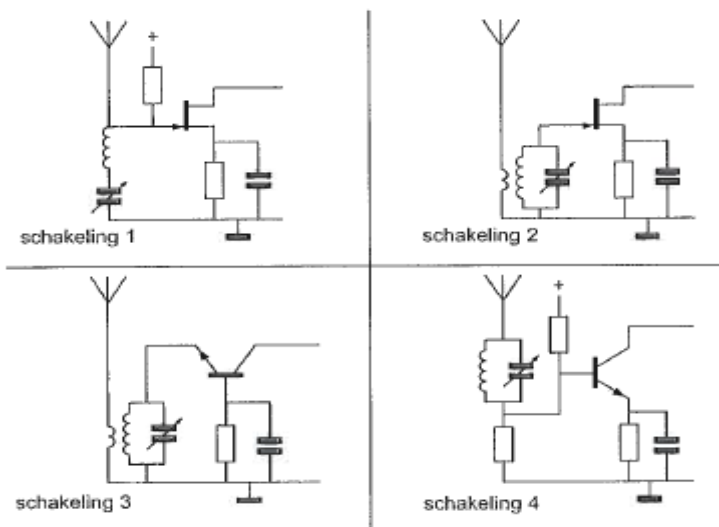 +
schakeling 1
schakeling 2
schakeling 3
+
schakeling 4